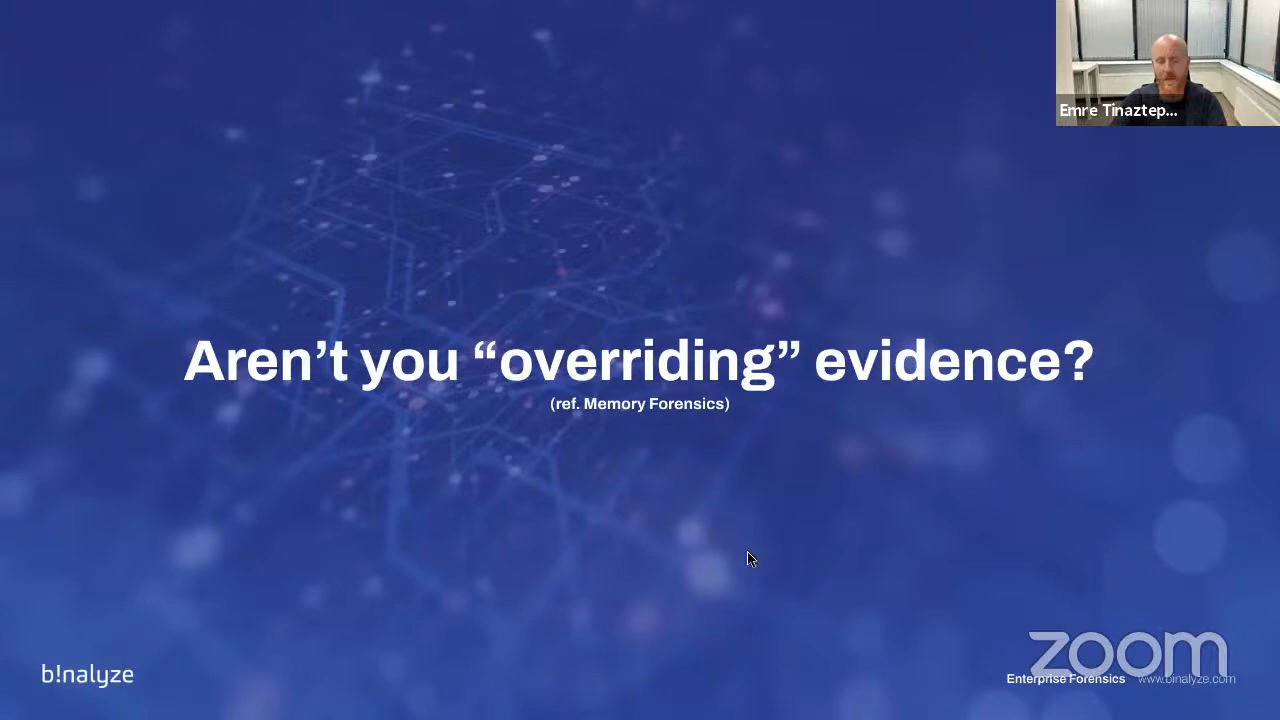 Emre Tinaztep...
Aren’t you “overriding” evidence?
(ref. Memory Forensics)
b!nalyze
zoom
Enterprise Forensics www.binalyze.com